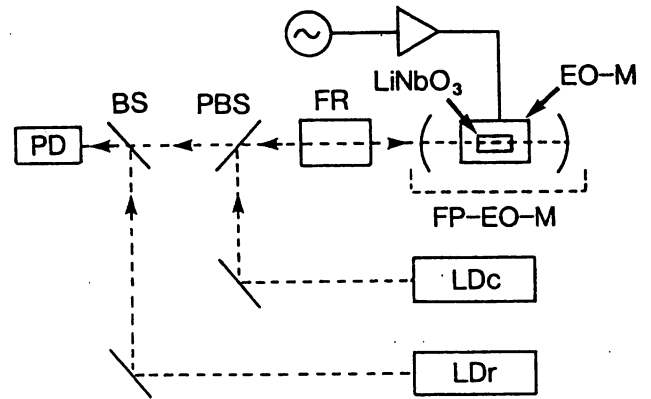 LiNbO3
EO-M
BS
PBS
FR
PD
FP-EO-M
LDc
LDr